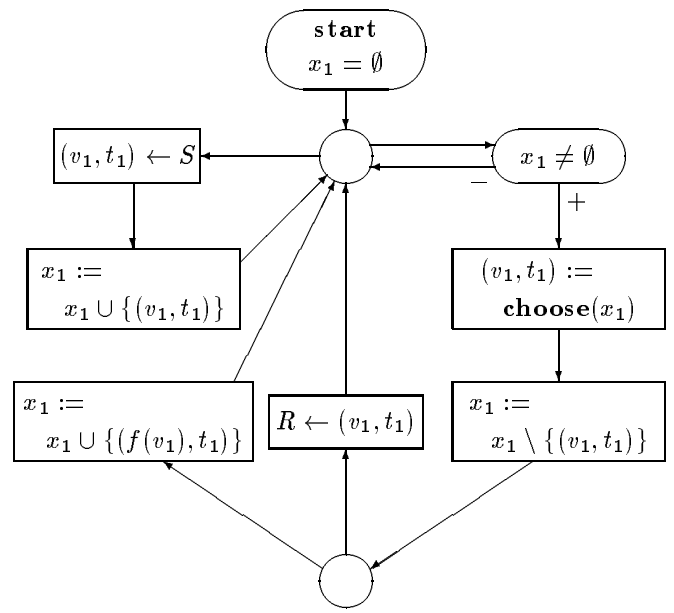 start
x₁ = ∅
(v₁, t₁) ← S
x₁ ≠ ∅
−
+
x₁ :=
x₁ ∪ {(v₁, t₁)}
(v₁, t₁) :=
choose(x₁)
x₁ :=
x₁ ∪ {(f(v₁), t₁)}
R ← (v₁, t₁)
x₁ :=
x₁ \ {(v₁, t₁)}